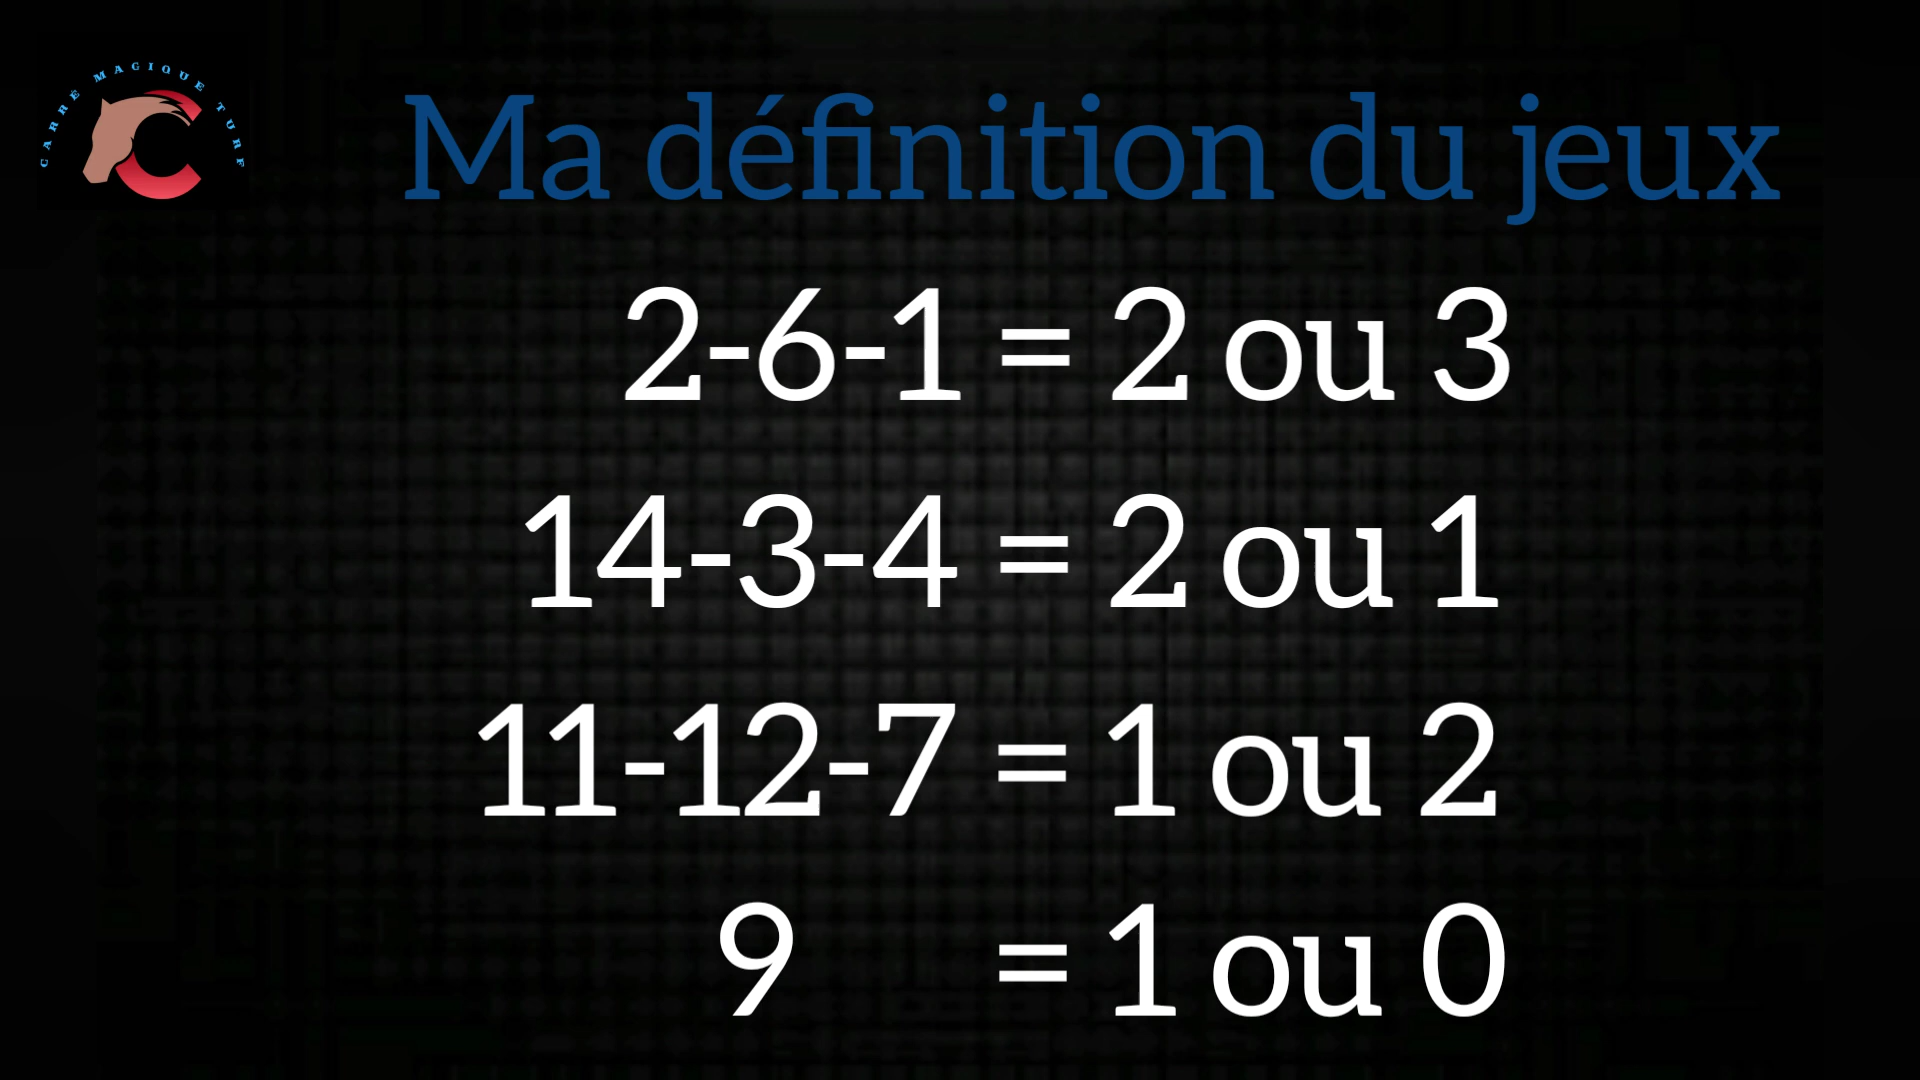 CARRÉ MAGIQUE TURF
Ma définition du jeux
2-6-1 = 2 ou 3
14-3-4 = 2 ou 1
11-12-7 = 1 ou 2
9 = 1 ou 0